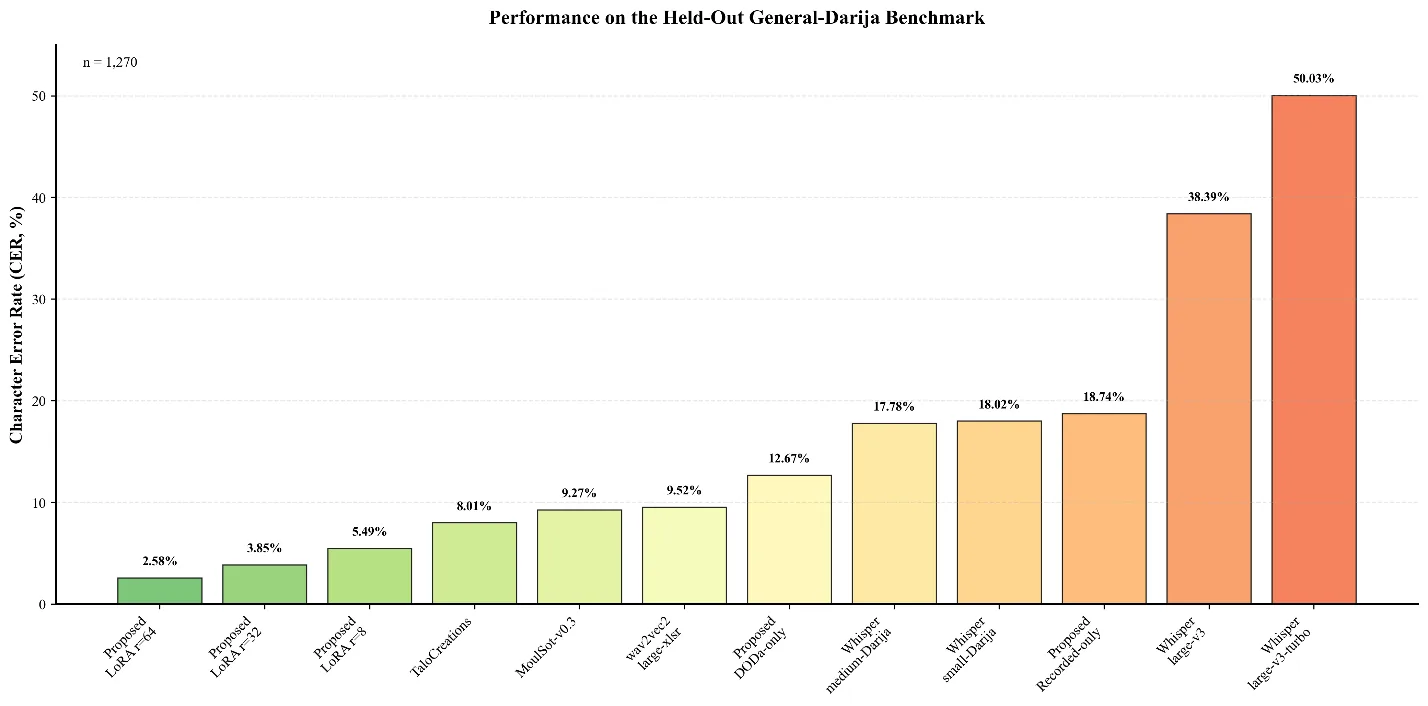 Performance on the Held-Out General-Darija Benchmark
n = 1,270
Character Error Rate (CER, %)
50
40
30
20
10
0
2.58%
3.85%
5.49%
8.01%
9.27%
9.52%
12.67%
17.78%
18.02%
18.74%
38.39%
50.03%
Proposed
LoRA r=64
Proposed
LoRA r=32
Proposed
LoRA r=8
TaloCreations
MoulSot-v0.3
wav2vec2
large-xlsr
Proposed
DODa-only
Whisper
medium-Darija
Whisper
small-Darija
Proposed
Recorded-only
Whisper
large-v3
Whisper
large-v3-turbo